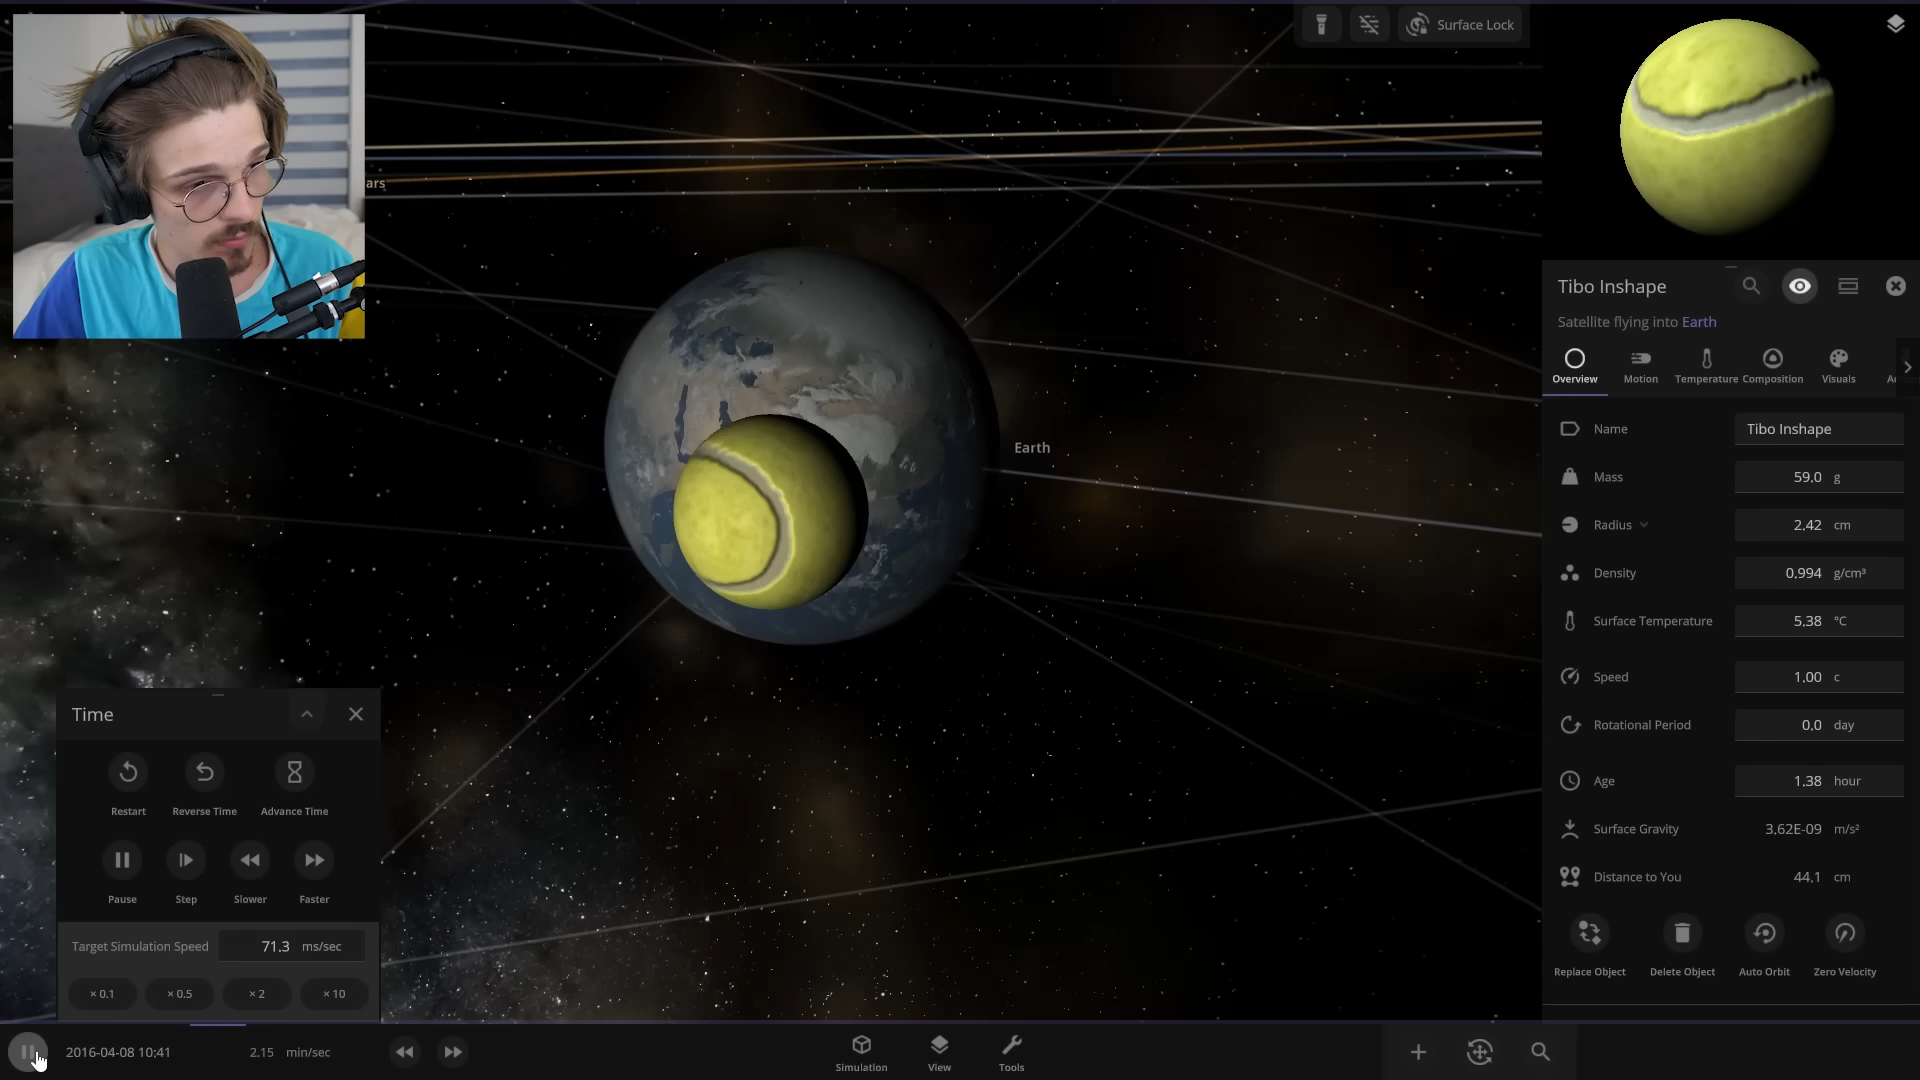 Surface Lock
ars
Earth
Tibo Inshape
Satellite flying into Earth
Overview
Motion
Temperature
Composition
Visuals
Name
Tibo Inshape
Mass
59.0 g
Radius
2.42 cm
Density
0.994 g/cm³
Surface Temperature
5.38 °C
Speed
1.00 c
Rotational Period
0.0 day
Age
1.38 hour
Surface Gravity
3.62E-09 m/s²
Distance to You
44.1 cm
Replace Object
Delete Object
Auto Orbit
Zero Velocity
Time
Restart
Reverse Time
Advance Time
Pause
Step
Slower
Faster
Target Simulation Speed
71.3 ms/sec
× 0.1
× 0.5
× 2
× 10
2016-04-08 10:41
2.15 min/sec
Simulation
View
Tools